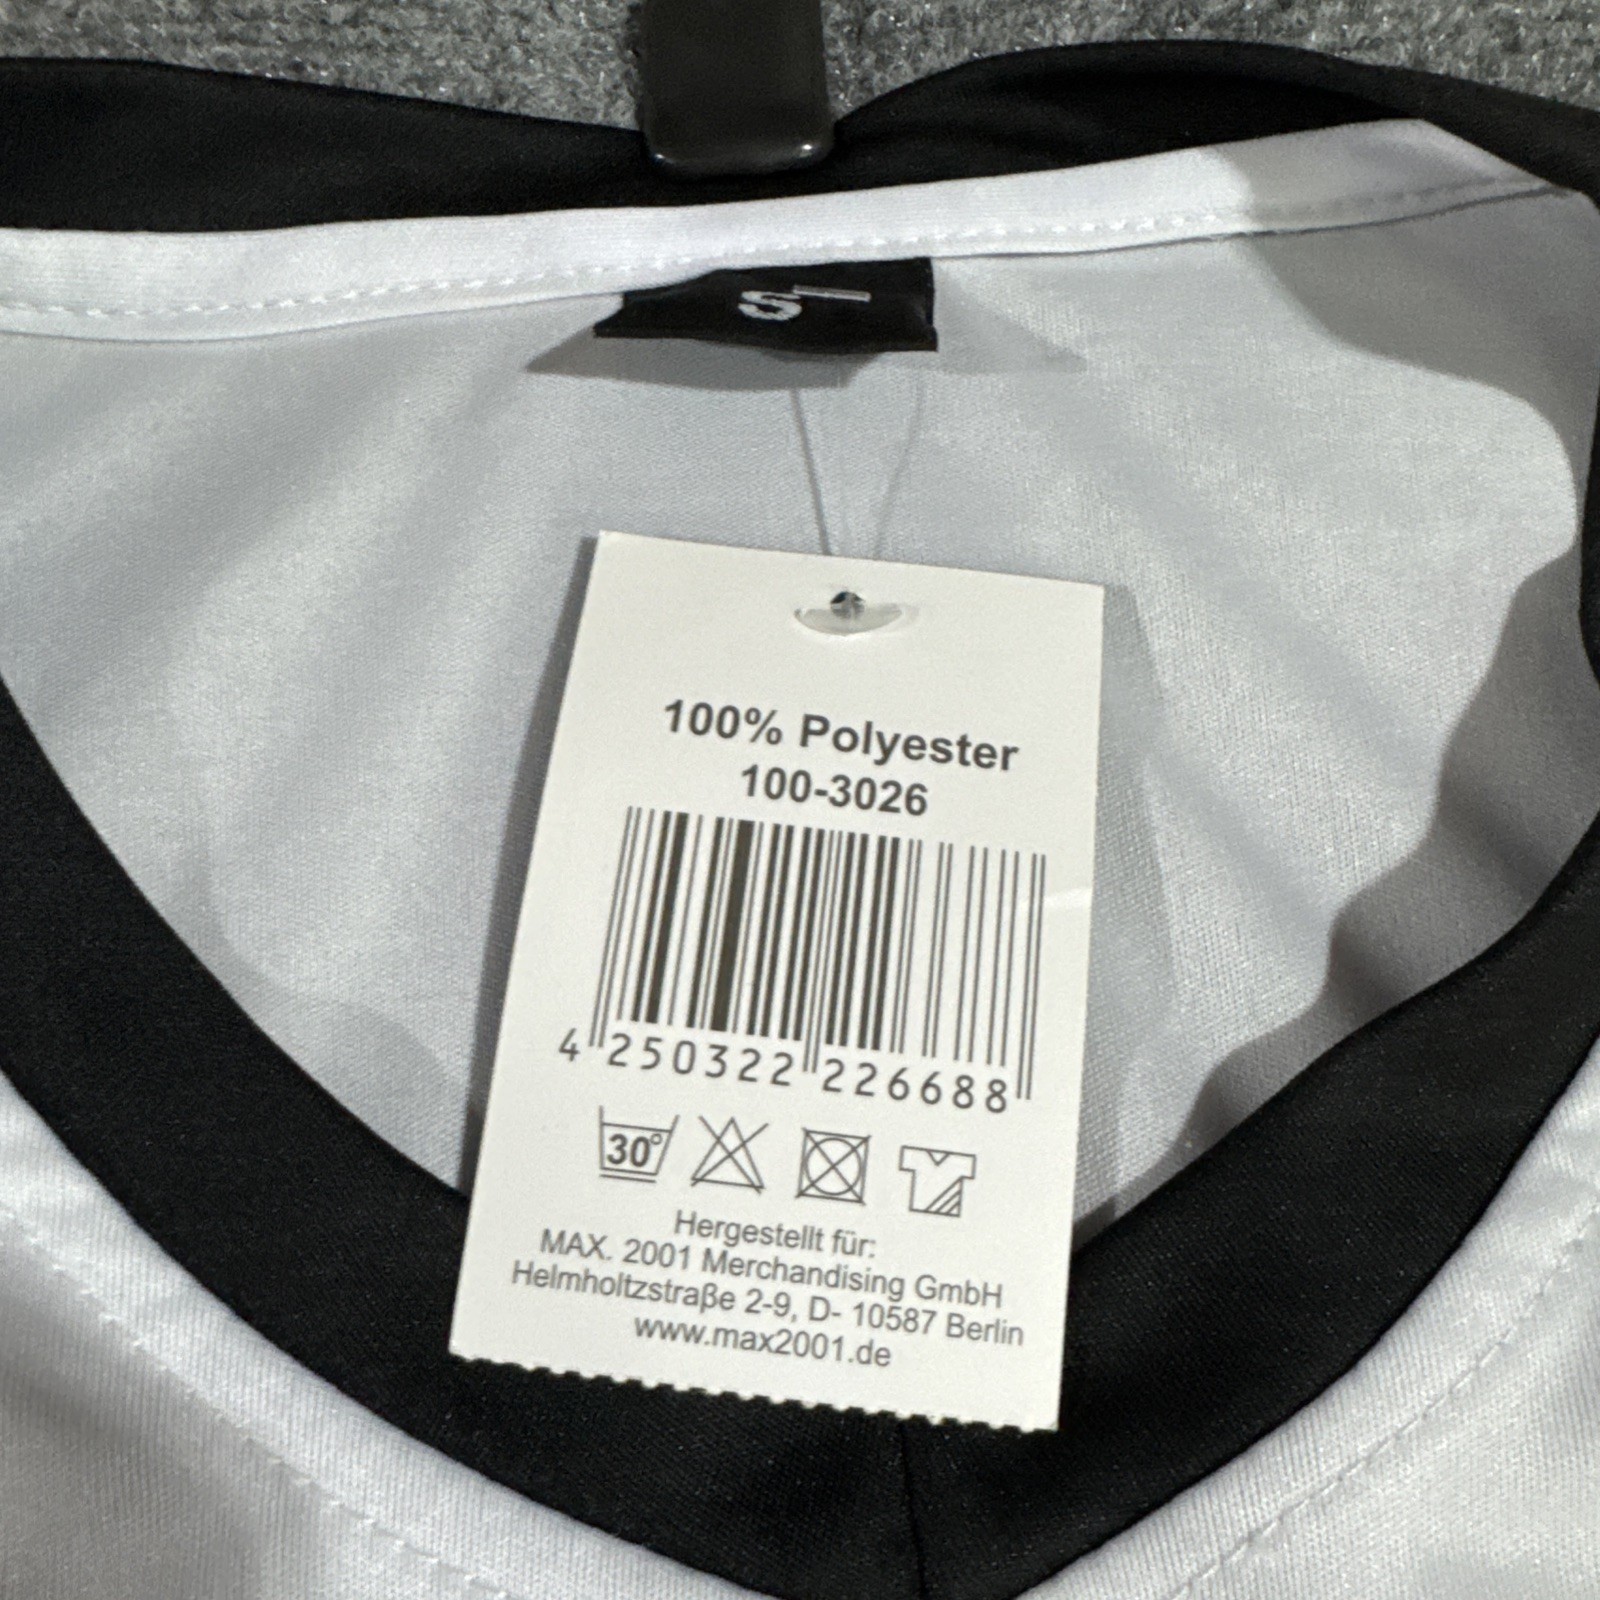 100% Polyester
100-3026
4 250322 226688
30°
Hergestellt für:
MAX. 2001 Merchandising GmbH
Helmholtzstraße 2-9, D- 10587 Berlin
www.max2001.de